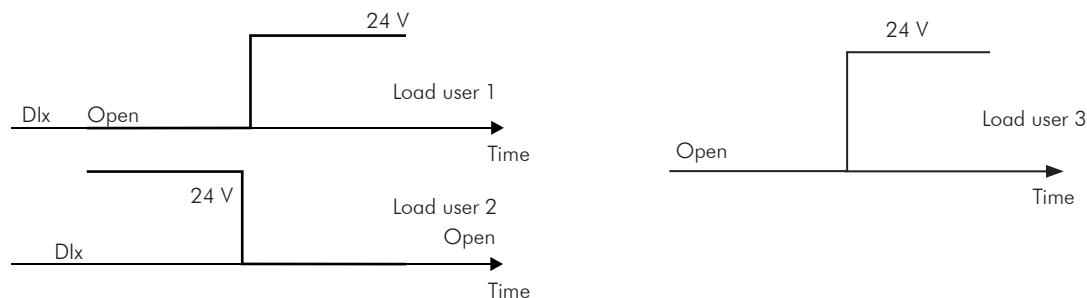 24 V
Load user 1
DIx Open
Time
24 V
Load user 2
Open
DIx
Time
24 V
Load user 3
Open
Time